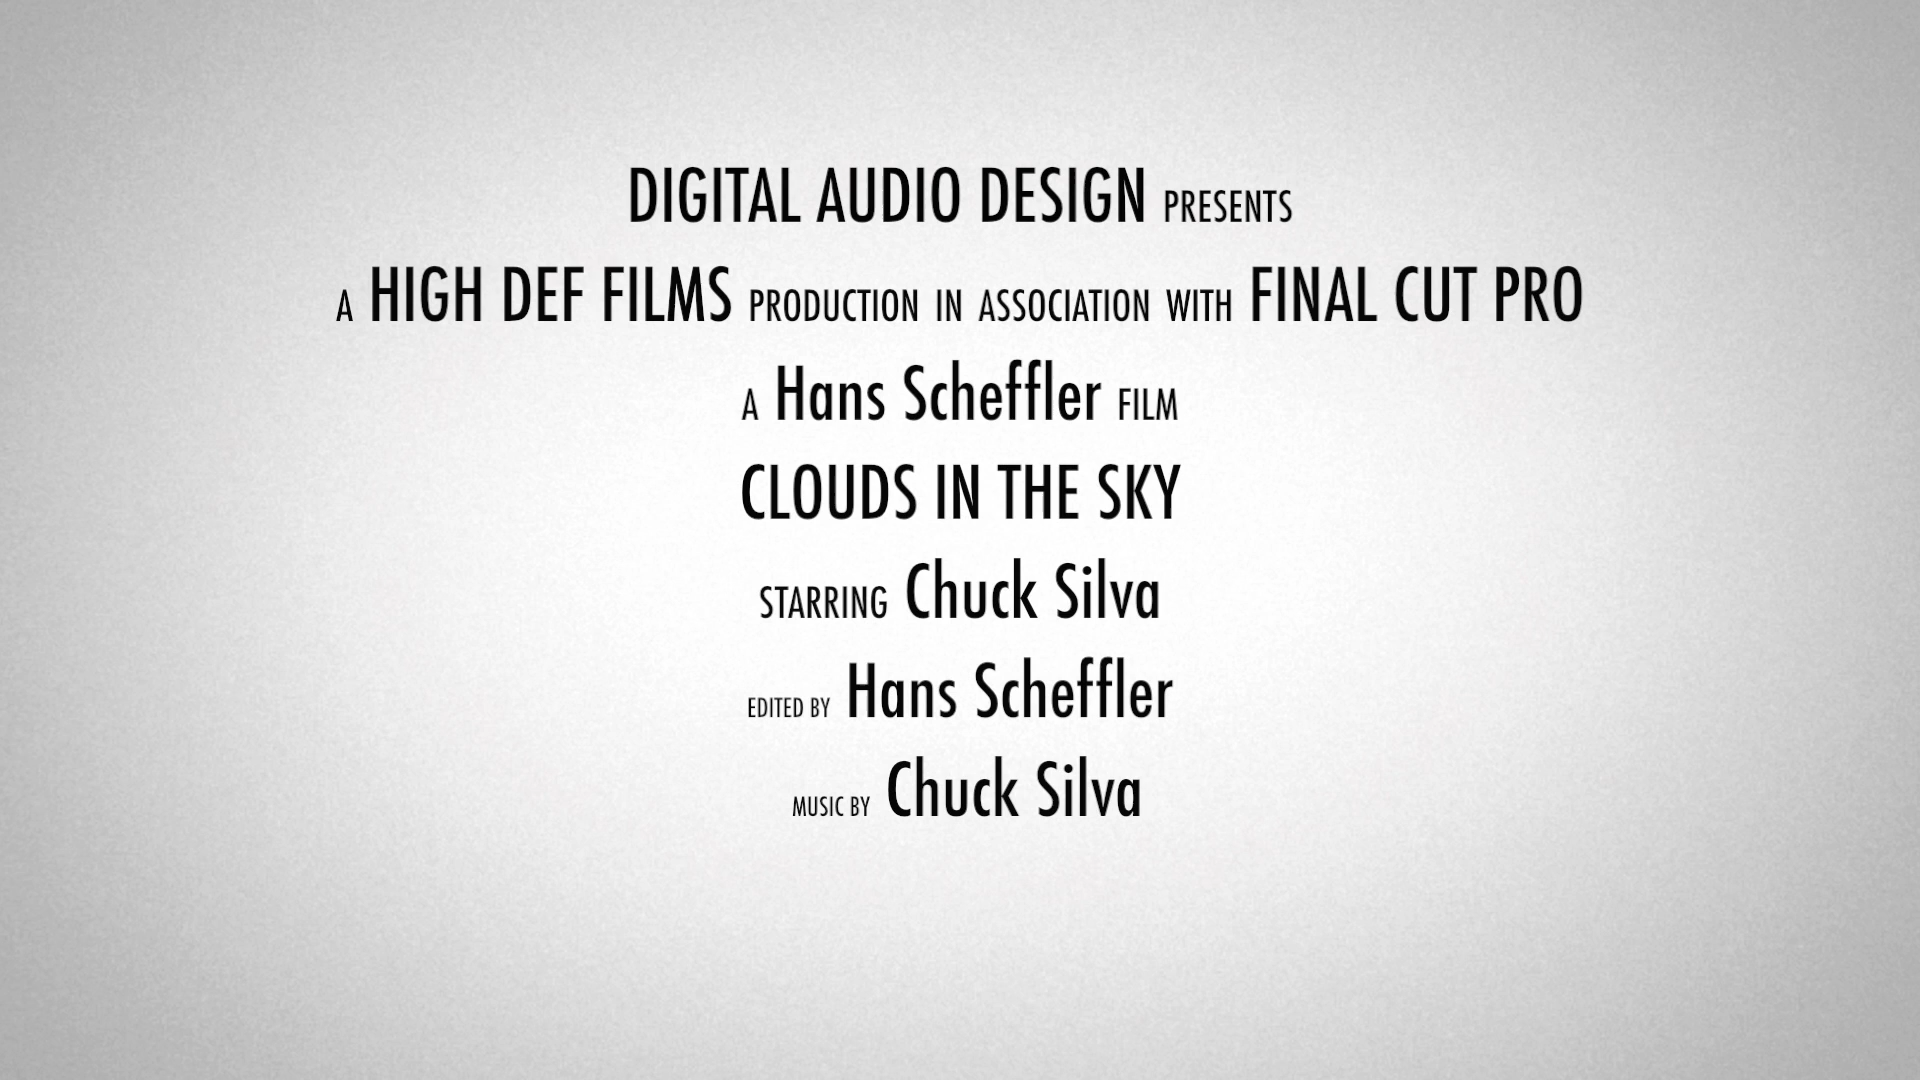 DIGITAL AUDIO DESIGN PRESENTS
A HIGH DEF FILMS PRODUCTION IN ASSOCIATION WITH FINAL CUT PRO
A Hans Scheffler FILM
CLOUDS IN THE SKY
STARRING Chuck Silva
EDITED BY Hans Scheffler
MUSIC BY Chuck Silva